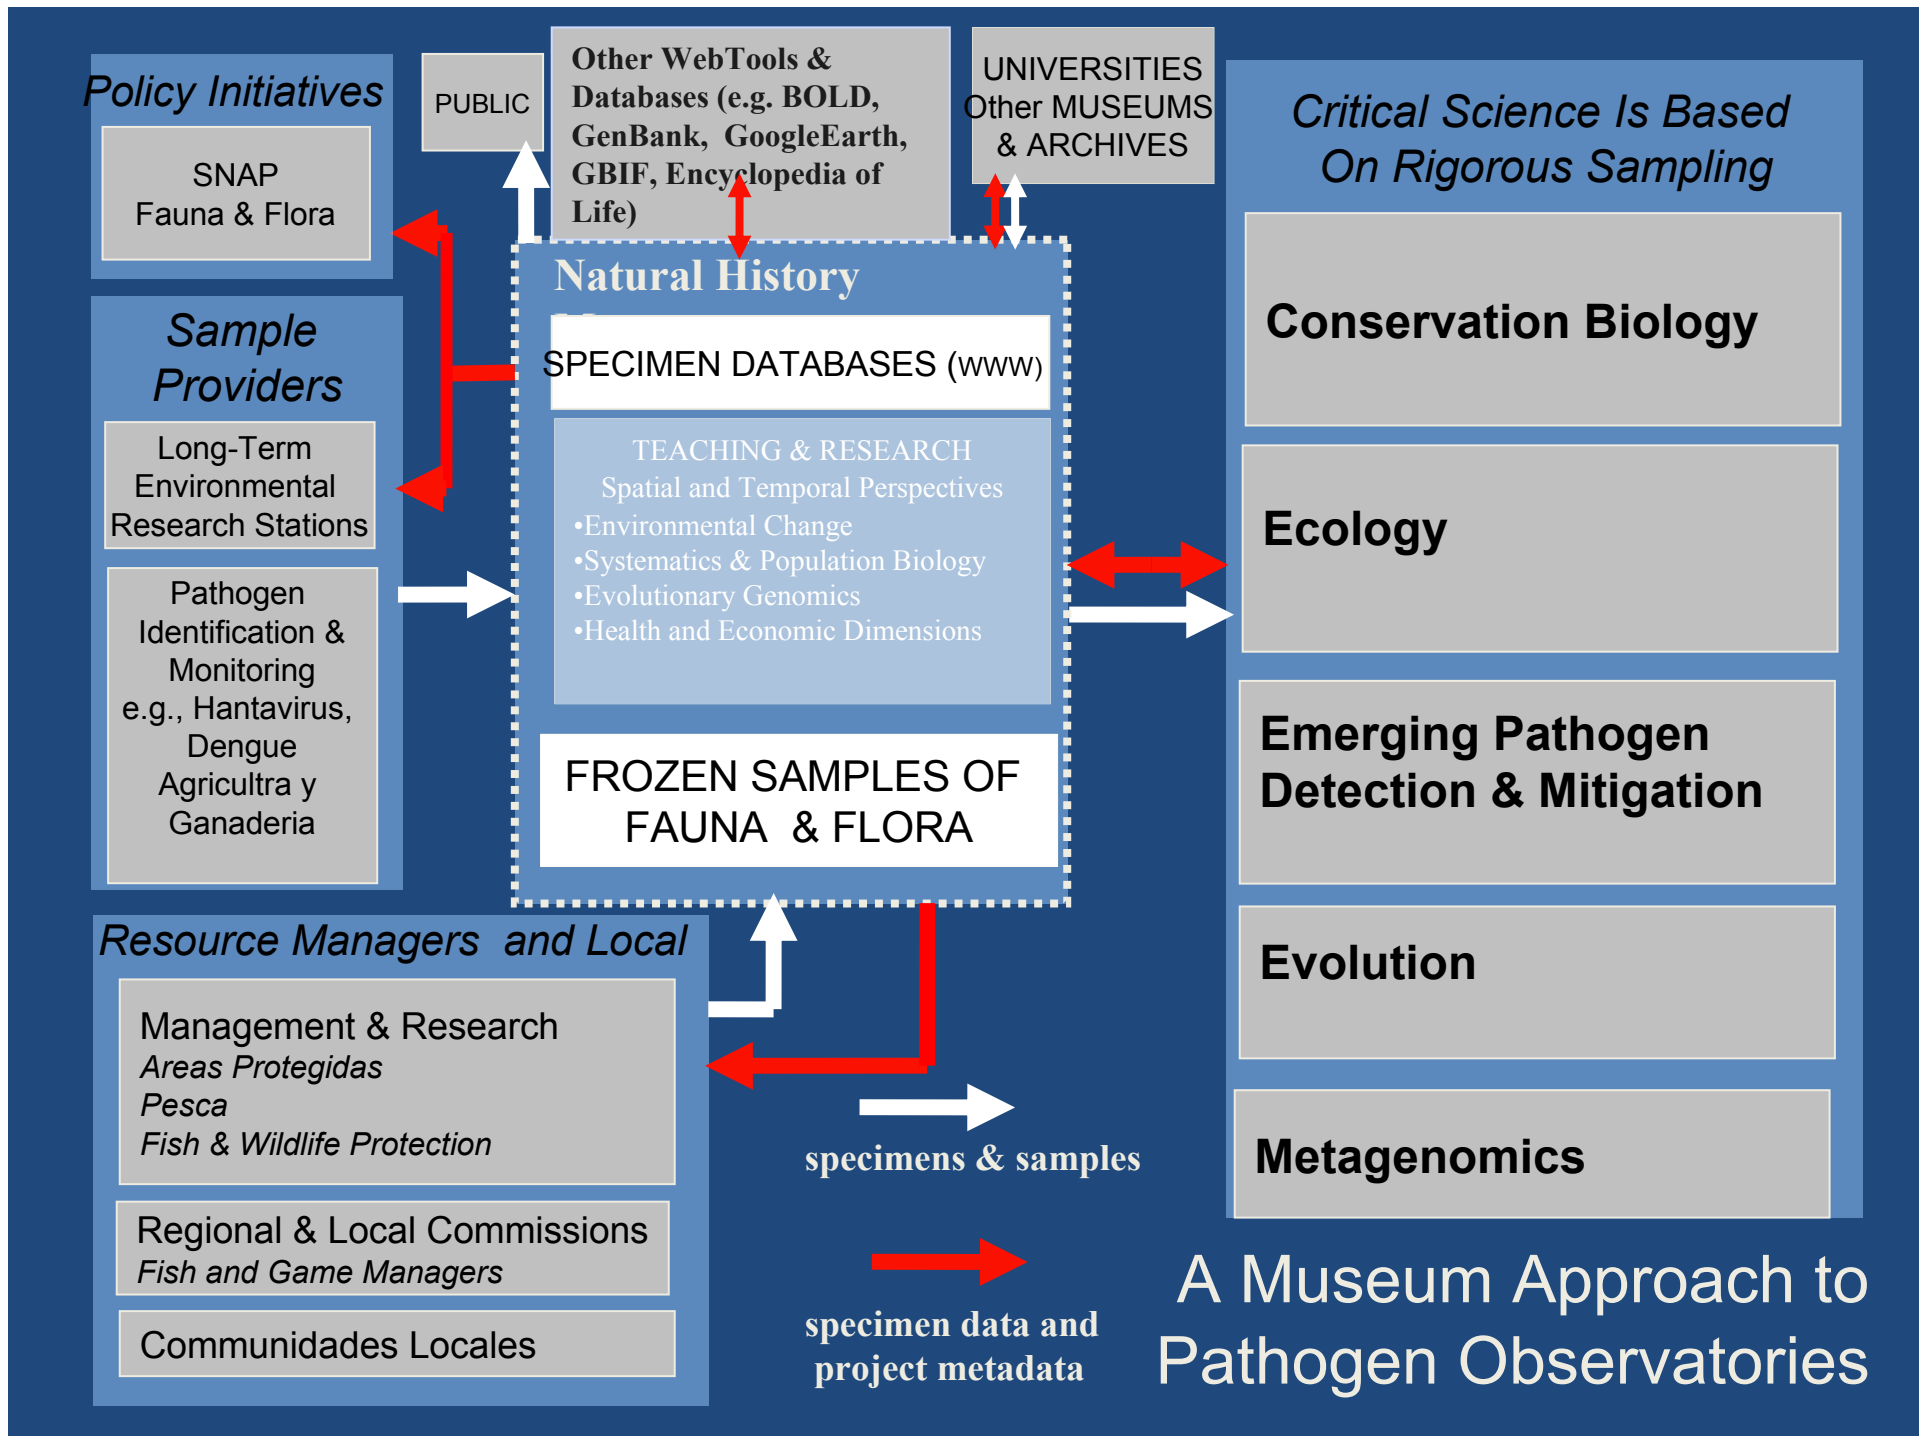 Policy Initiatives
SNAP
Fauna & Flora
PUBLIC
Other WebTools &
Databases (e.g. BOLD,
GenBank, GoogleEarth,
GBIF, Encyclopedia of
Life)
UNIVERSITIES
Other MUSEUMS
& ARCHIVES
Critical Science Is Based
On Rigorous Sampling
Conservation Biology
Ecology
Emerging Pathogen
Detection & Mitigation
Evolution
Metagenomics
Sample
Providers
Long-Term
Environmental
Research Stations
Pathogen
Identification &
Monitoring
e.g., Hantavirus,
Dengue
Agricultra y
Ganaderia
Natural History
SPECIMEN DATABASES (WWW)
TEACHING & RESEARCH
Spatial and Temporal Perspectives
•Environmental Change
•Systematics & Population Biology
•Evolutionary Genomics
•Health and Economic Dimensions
FROZEN SAMPLES OF
FAUNA & FLORA
Resource Managers and Local
Management & Research
Areas Protegidas
Pesca
Fish & Wildlife Protection
Regional & Local Commissions
Fish and Game Managers
Communidades Locales
specimens & samples
specimen data and
project metadata
A Museum Approach to
Pathogen Observatories